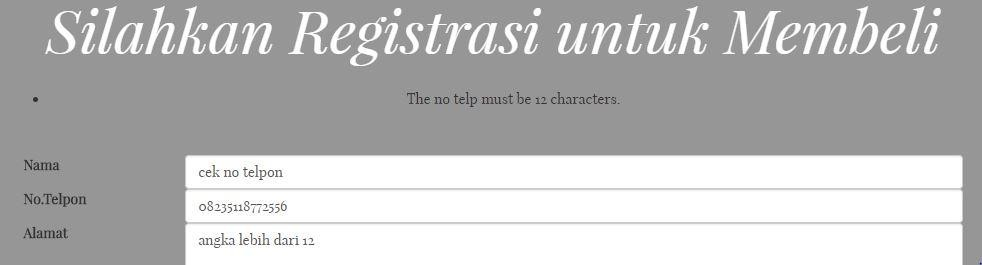 Silahkan Registrasi untuk Membeli
• The no telp must be 12 characters.
Nama
cek no telpon
No.Telpon
08235118772556
Alamat
angka lebih dari 12